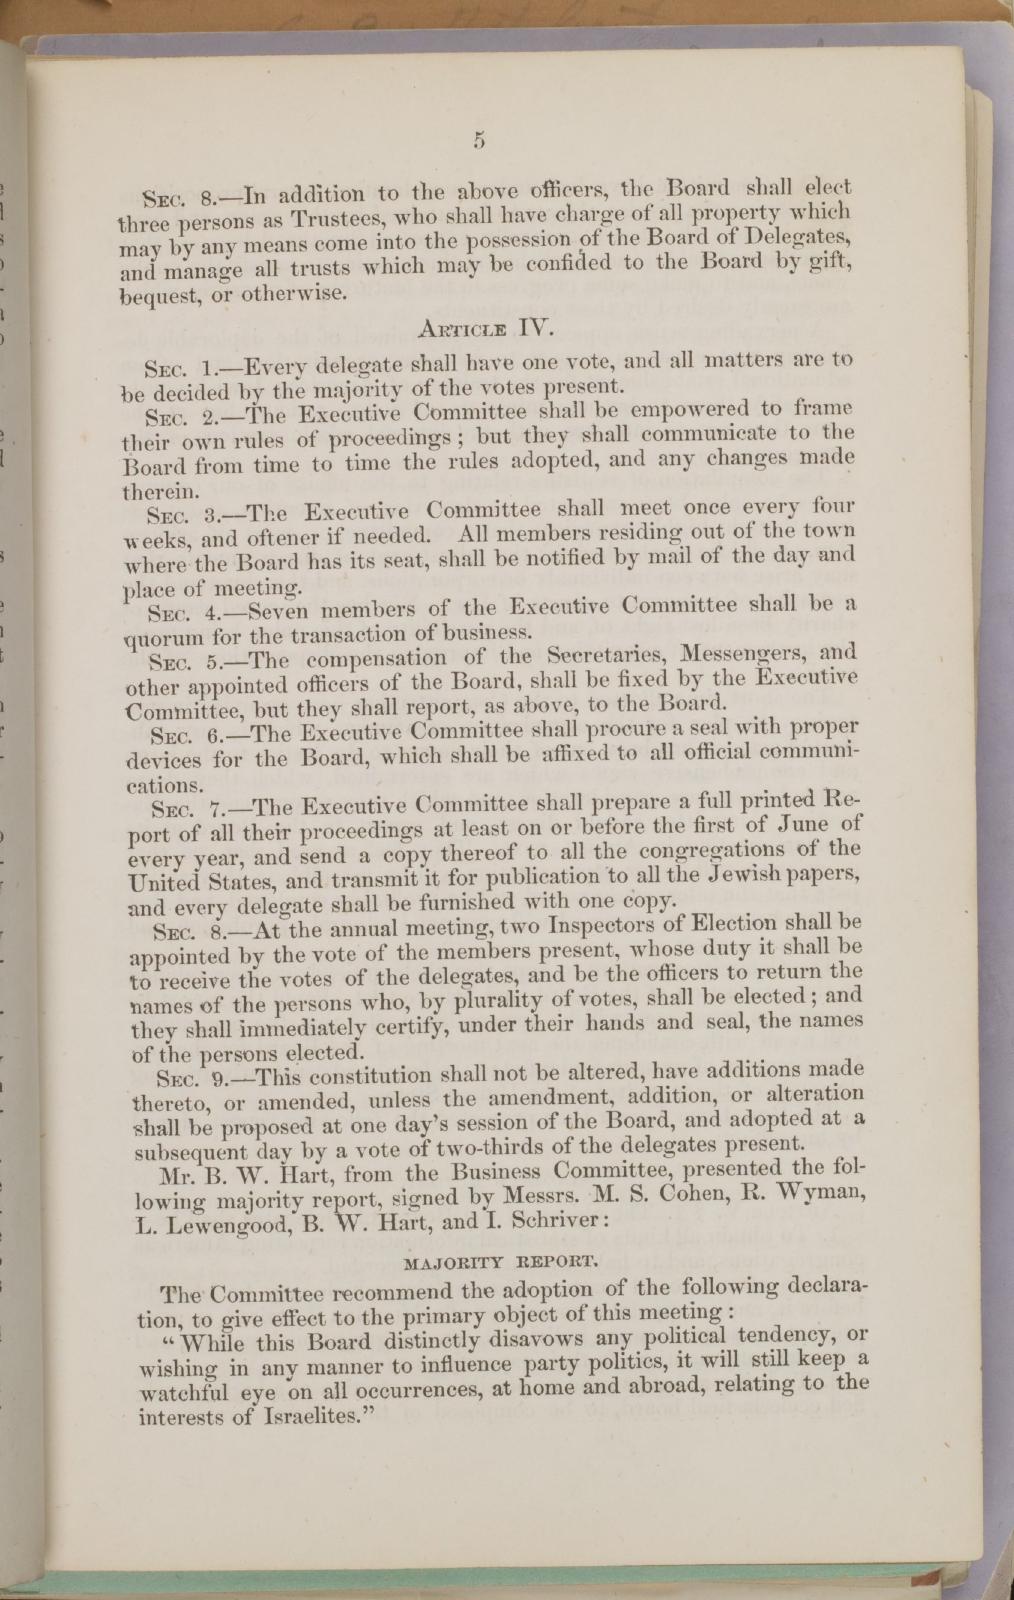 5
SEC. 8.—In addition to the above officers, the Board shall elect
three persons as Trustees, who shall have charge of all property which
may by any means come into the possession of the Board of Delegates,
and manage all trusts which may be confided to the Board by gift,
bequest, or otherwise.
ARTICLE IV.
SEC. 1.—Every delegate shall have one vote, and all matters are to
be decided by the majority of the votes present.
SEC. 2.—The Executive Committee shall be empowered to frame
their own rules of proceedings; but they shall communicate to the
Board from time to time the rules adopted, and any changes made
therein.
SEC. 3.—The Executive Committee shall meet once every four
weeks, and oftener if needed. All members residing out of the town
where the Board has its seat, shall be notified by mail of the day and
place of meeting.
SEC. 4.—Seven members of the Executive Committee shall be a
quorum for the transaction of business.
SEC. 5.—The compensation of the Secretaries, Messengers, and
other appointed officers of the Board, shall be fixed by the Executive
Committee, but they shall report, as above, to the Board.
SEC. 6.—The Executive Committee shall procure a seal with proper
devices for the Board, which shall be affixed to all official communi-
cations.
SEC. 7.—The Executive Committee shall prepare a full printed Re-
port of all their proceedings at least on or before the first of June of
every year, and send a copy thereof to all the congregations of the
United States, and transmit it for publication to all the Jewish papers,
and every delegate shall be furnished with one copy.
SEC. 8.—At the annual meeting, two Inspectors of Election shall be
appointed by the vote of the members present, whose duty it shall be
to receive the votes of the delegates, and be the officers to return the
names of the persons who, by plurality of votes, shall be elected; and
they shall immediately certify, under their hands and seal, the names
of the persons elected.
SEC. 9.—This constitution shall not be altered, have additions made
thereto, or amended, unless the amendment, addition, or alteration
shall be proposed at one day's session of the Board, and adopted at a
subsequent day by a vote of two-thirds of the delegates present.
Mr. B. W. Hart, from the Business Committee, presented the fol-
lowing majority report, signed by Messrs. M. S. Cohen, R. Wyman,
L. Lewengood, B. W. Hart, and I. Schriver:
MAJORITY REPORT.
The Committee recommend the adoption of the following declara-
tion, to give effect to the primary object of this meeting:
"While this Board distinctly disavows any political tendency, or
wishing in any manner to influence party politics, it will still keep a
watchful eye on all occurrences, at home and abroad, relating to the
interests of Israelites."